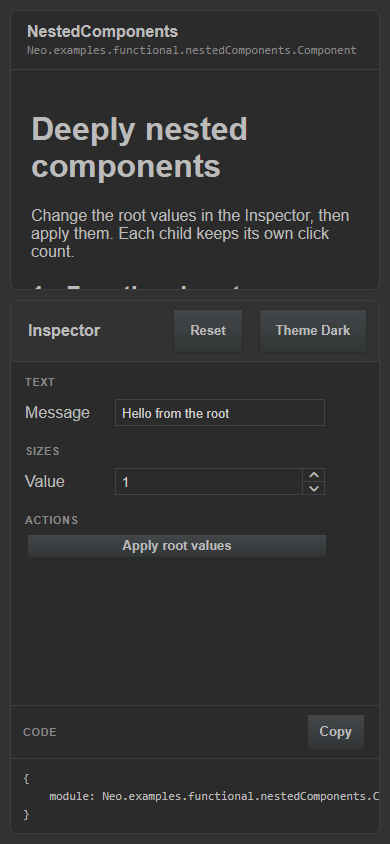 NestedComponents
Neo.examples.functional.nestedComponents.Component
Deeply nested
components
Change the root values in the Inspector, then
apply them. Each child keeps its own click
count.
Inspector
Reset
Theme Dark
TEXT
Message
Hello from the root
SIZES
Value
1
ACTIONS
Apply root values
CODE
Copy
{
module: Neo.examples.functional.nestedComponents.C
}